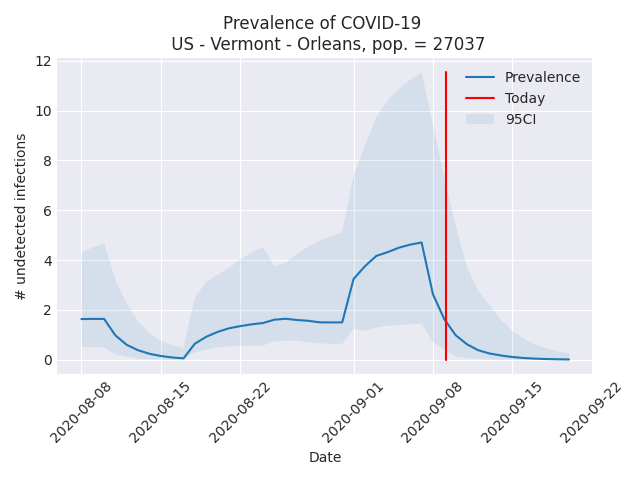 Prevalence of COVID-19
US - Vermont - Orleans, pop. = 27037
12
10
8
6
4
2
0
# undetected infections
Prevalence
Today
95CI
2020-08-08
2020-08-15
2020-08-22
2020-09-01
2020-09-08
2020-09-15
2020-09-22
Date